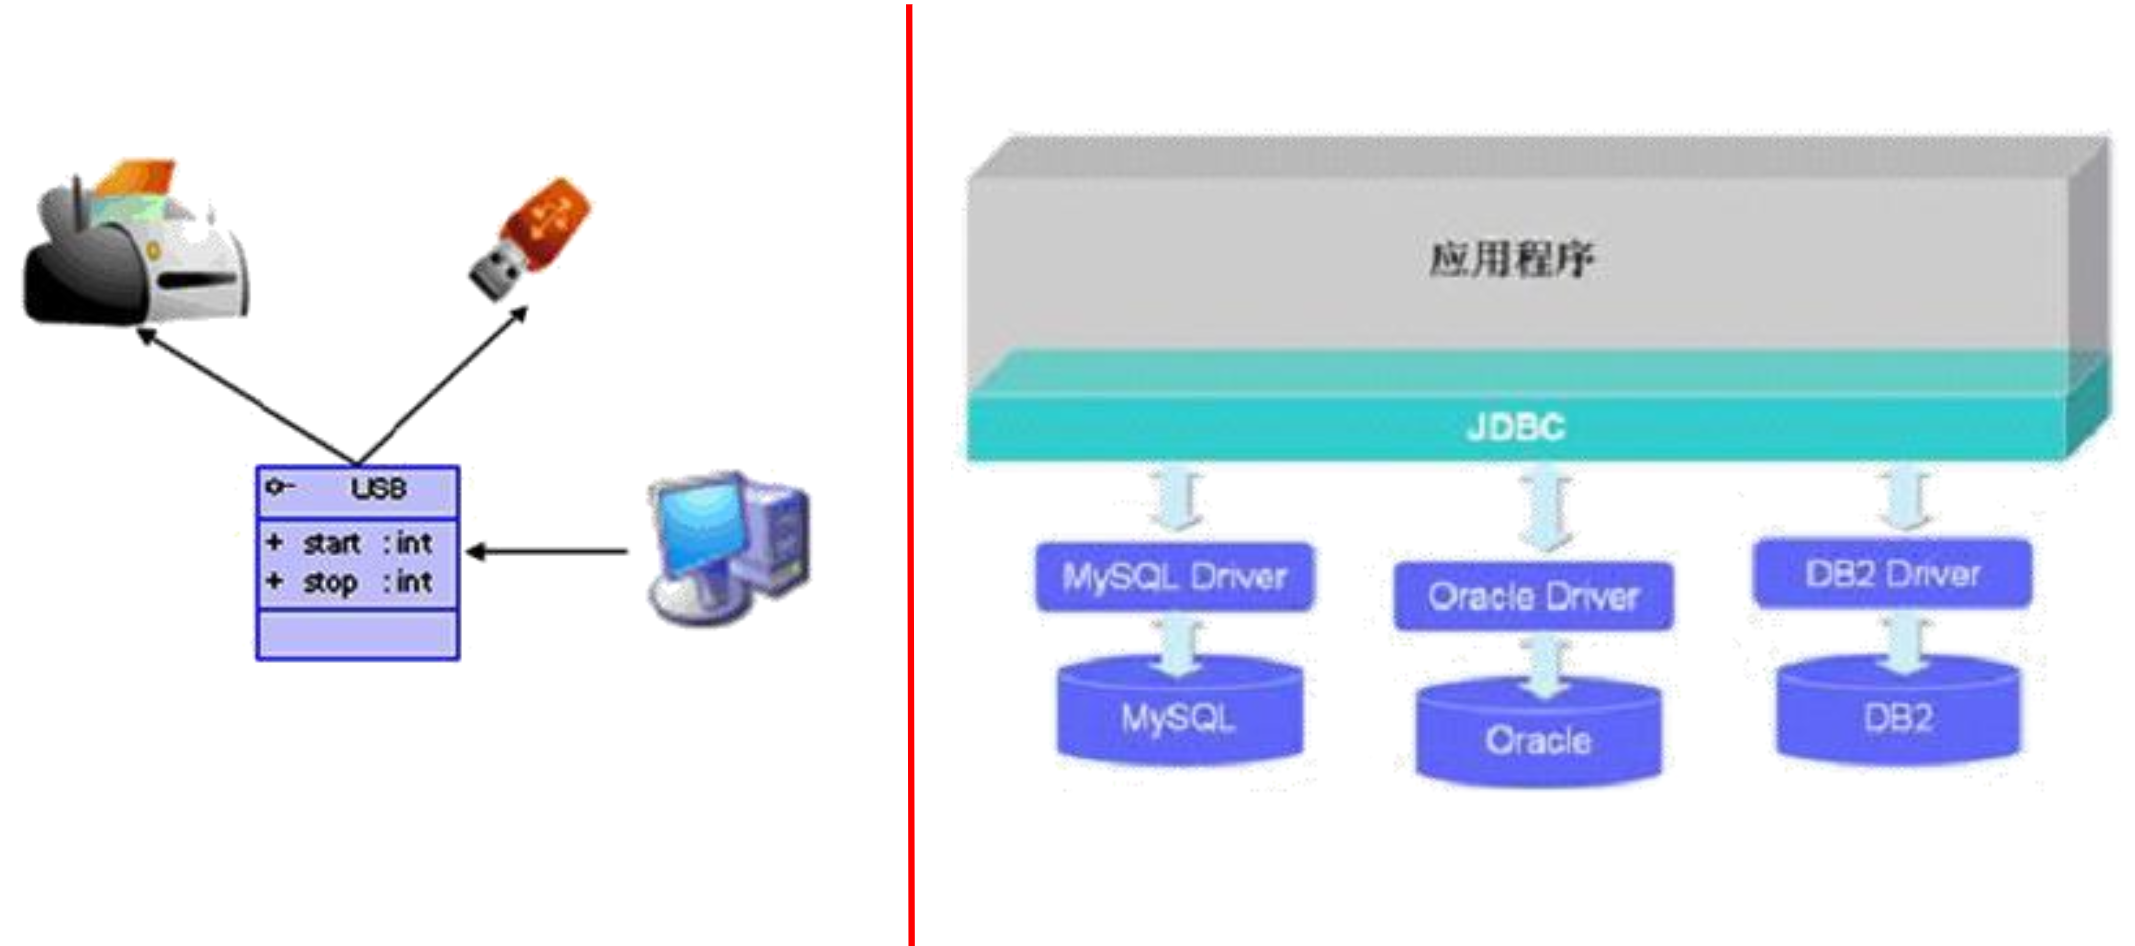 USB
+ start : int
+ stop : int
应用程序
JDBC
MySQL Driver
Oracle Driver
DB2 Driver
MySQL
Oracle
DB2